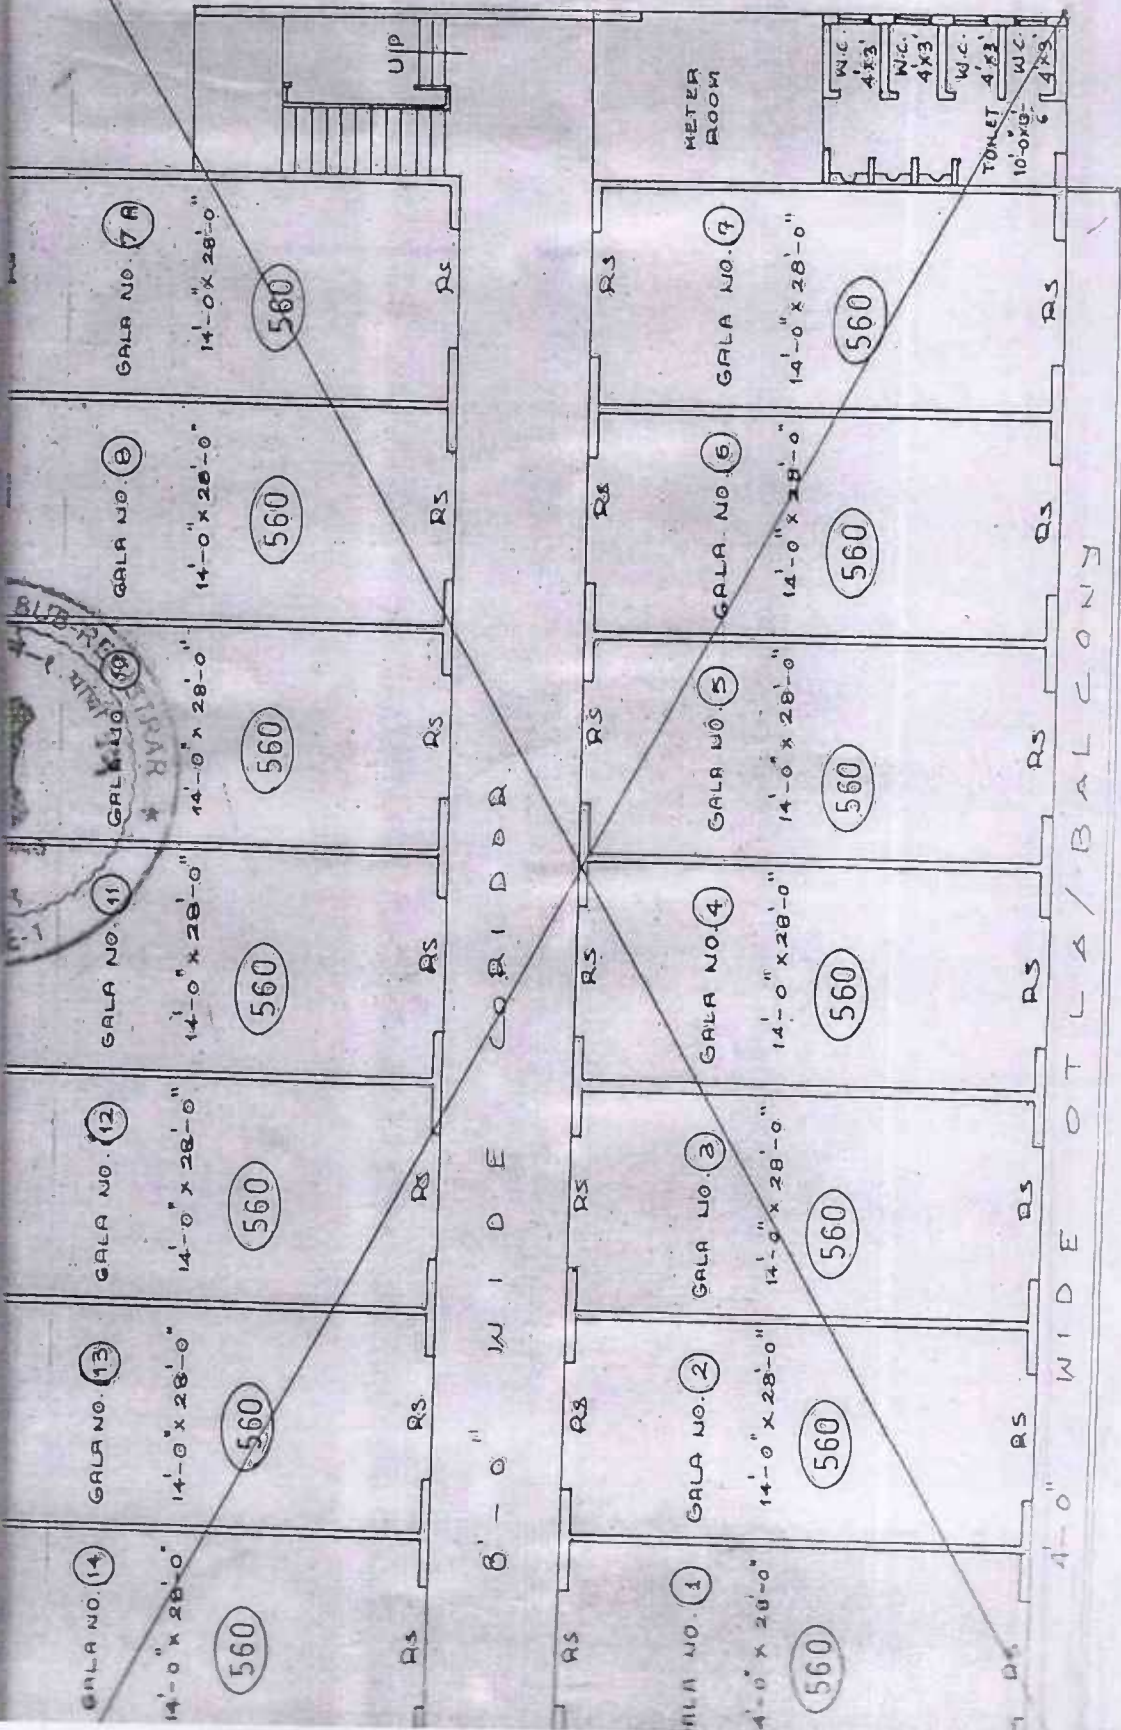 GALA NO. 14
14'-0" x 28'-0"
560
RS
GALA NO. 13
14'-0" x 28'-0"
560
RS
GALA NO. 12
14'-0" x 28'-0"
560
RS
GALA NO. 11
14'-0" x 28'-0"
560
RS
GALA NO. 10
14'-0" x 28'-0"
560
RS
GALA NO. 8
14'-0" x 28'-0"
560
RS
GALA NO. 7A
14'-0" x 28'-0"
560
RS
UP
8'-0" WIDE CORIDOR
METER
ROOM
RS
ALA NO. 1
4'-0" x 28'-0"
560
RS
RS
GALA NO. 2
14'-0" x 28'-0"
560
RS
RS
GALA NO. 3
14'-0" x 28'-0"
560
RS
RS
GALA NO. 4
14'-0" x 28'-0"
560
RS
RS
GALA NO. 5
14'-0" x 28'-0"
560
RS
RS
GALA NO. 6
14'-0" x 28'-0"
560
RS
RS
GALA NO. 7
14'-0" x 28'-0"
560
RS
W.C.
4'x3'
W.C.
4'x3'
W.C.
4'x3'
W.C.
4'x3'
TOILET
4'-0" WIDE OTLA/BALCONY
SUB-REGISTRAR